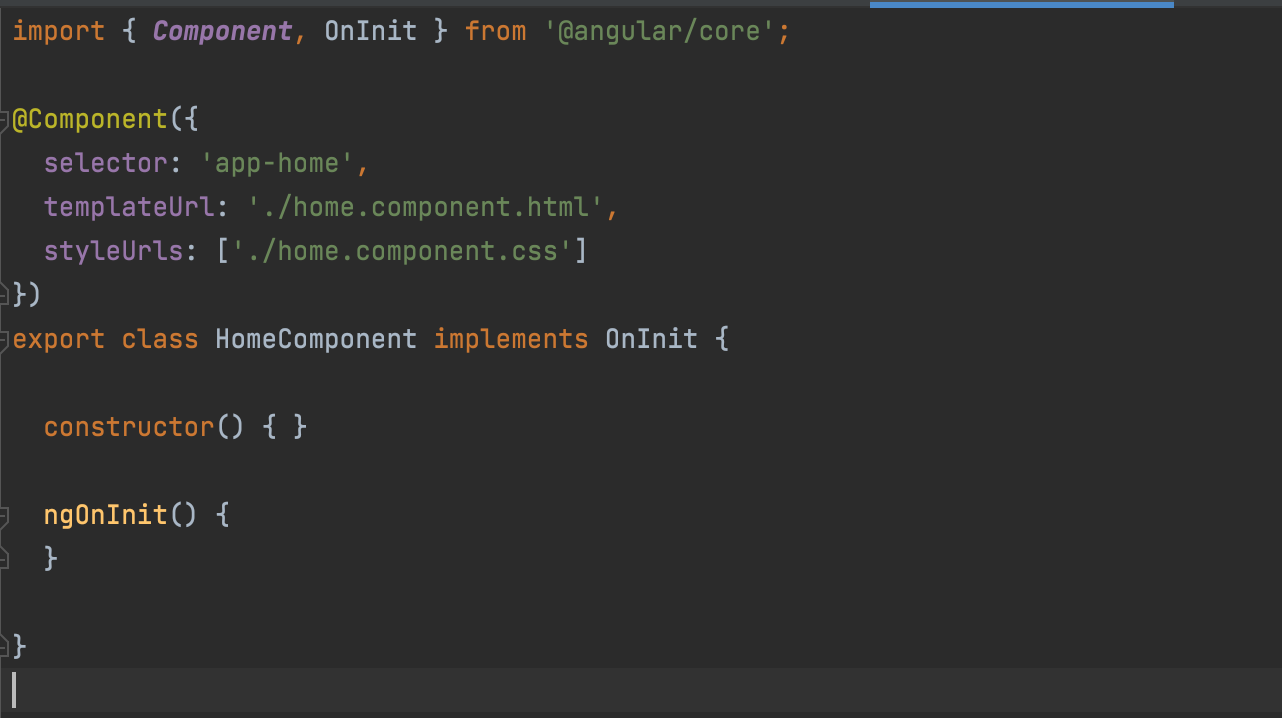 import { Component, OnInit } from '@angular/core';
@Component({
  selector: 'app-home',
  templateUrl: './home.component.html',
  styleUrls: ['./home.component.css']
})
export class HomeComponent implements OnInit {
  constructor() { }
  ngOnInit() {
  }
}